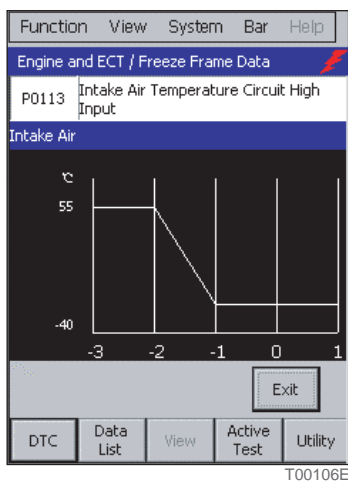 Function View System Bar Help
Engine and ECT / Freeze Frame Data
P0113 Intake Air Temperature Circuit High
Input
Intake Air
℃
55
-40
-3 -2 -1 0 1
Exit
DTC Data List View Active Test Utility
T00106E